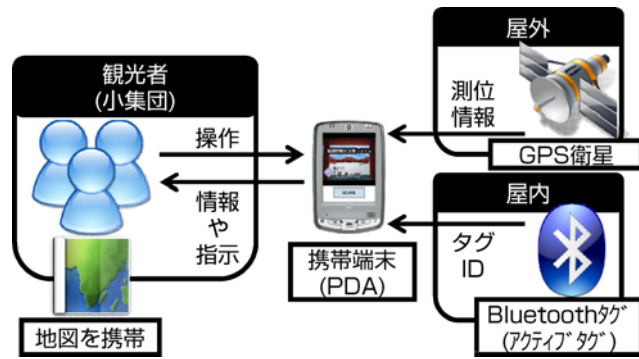 観光者
(小集団)
操作
情報
や
指示
地図を携帯
携帯端末
(PDA)
屋外
測位
情報
GPS衛星
屋内
タグ
ID
Bluetoothタグ
(アクティブタグ)